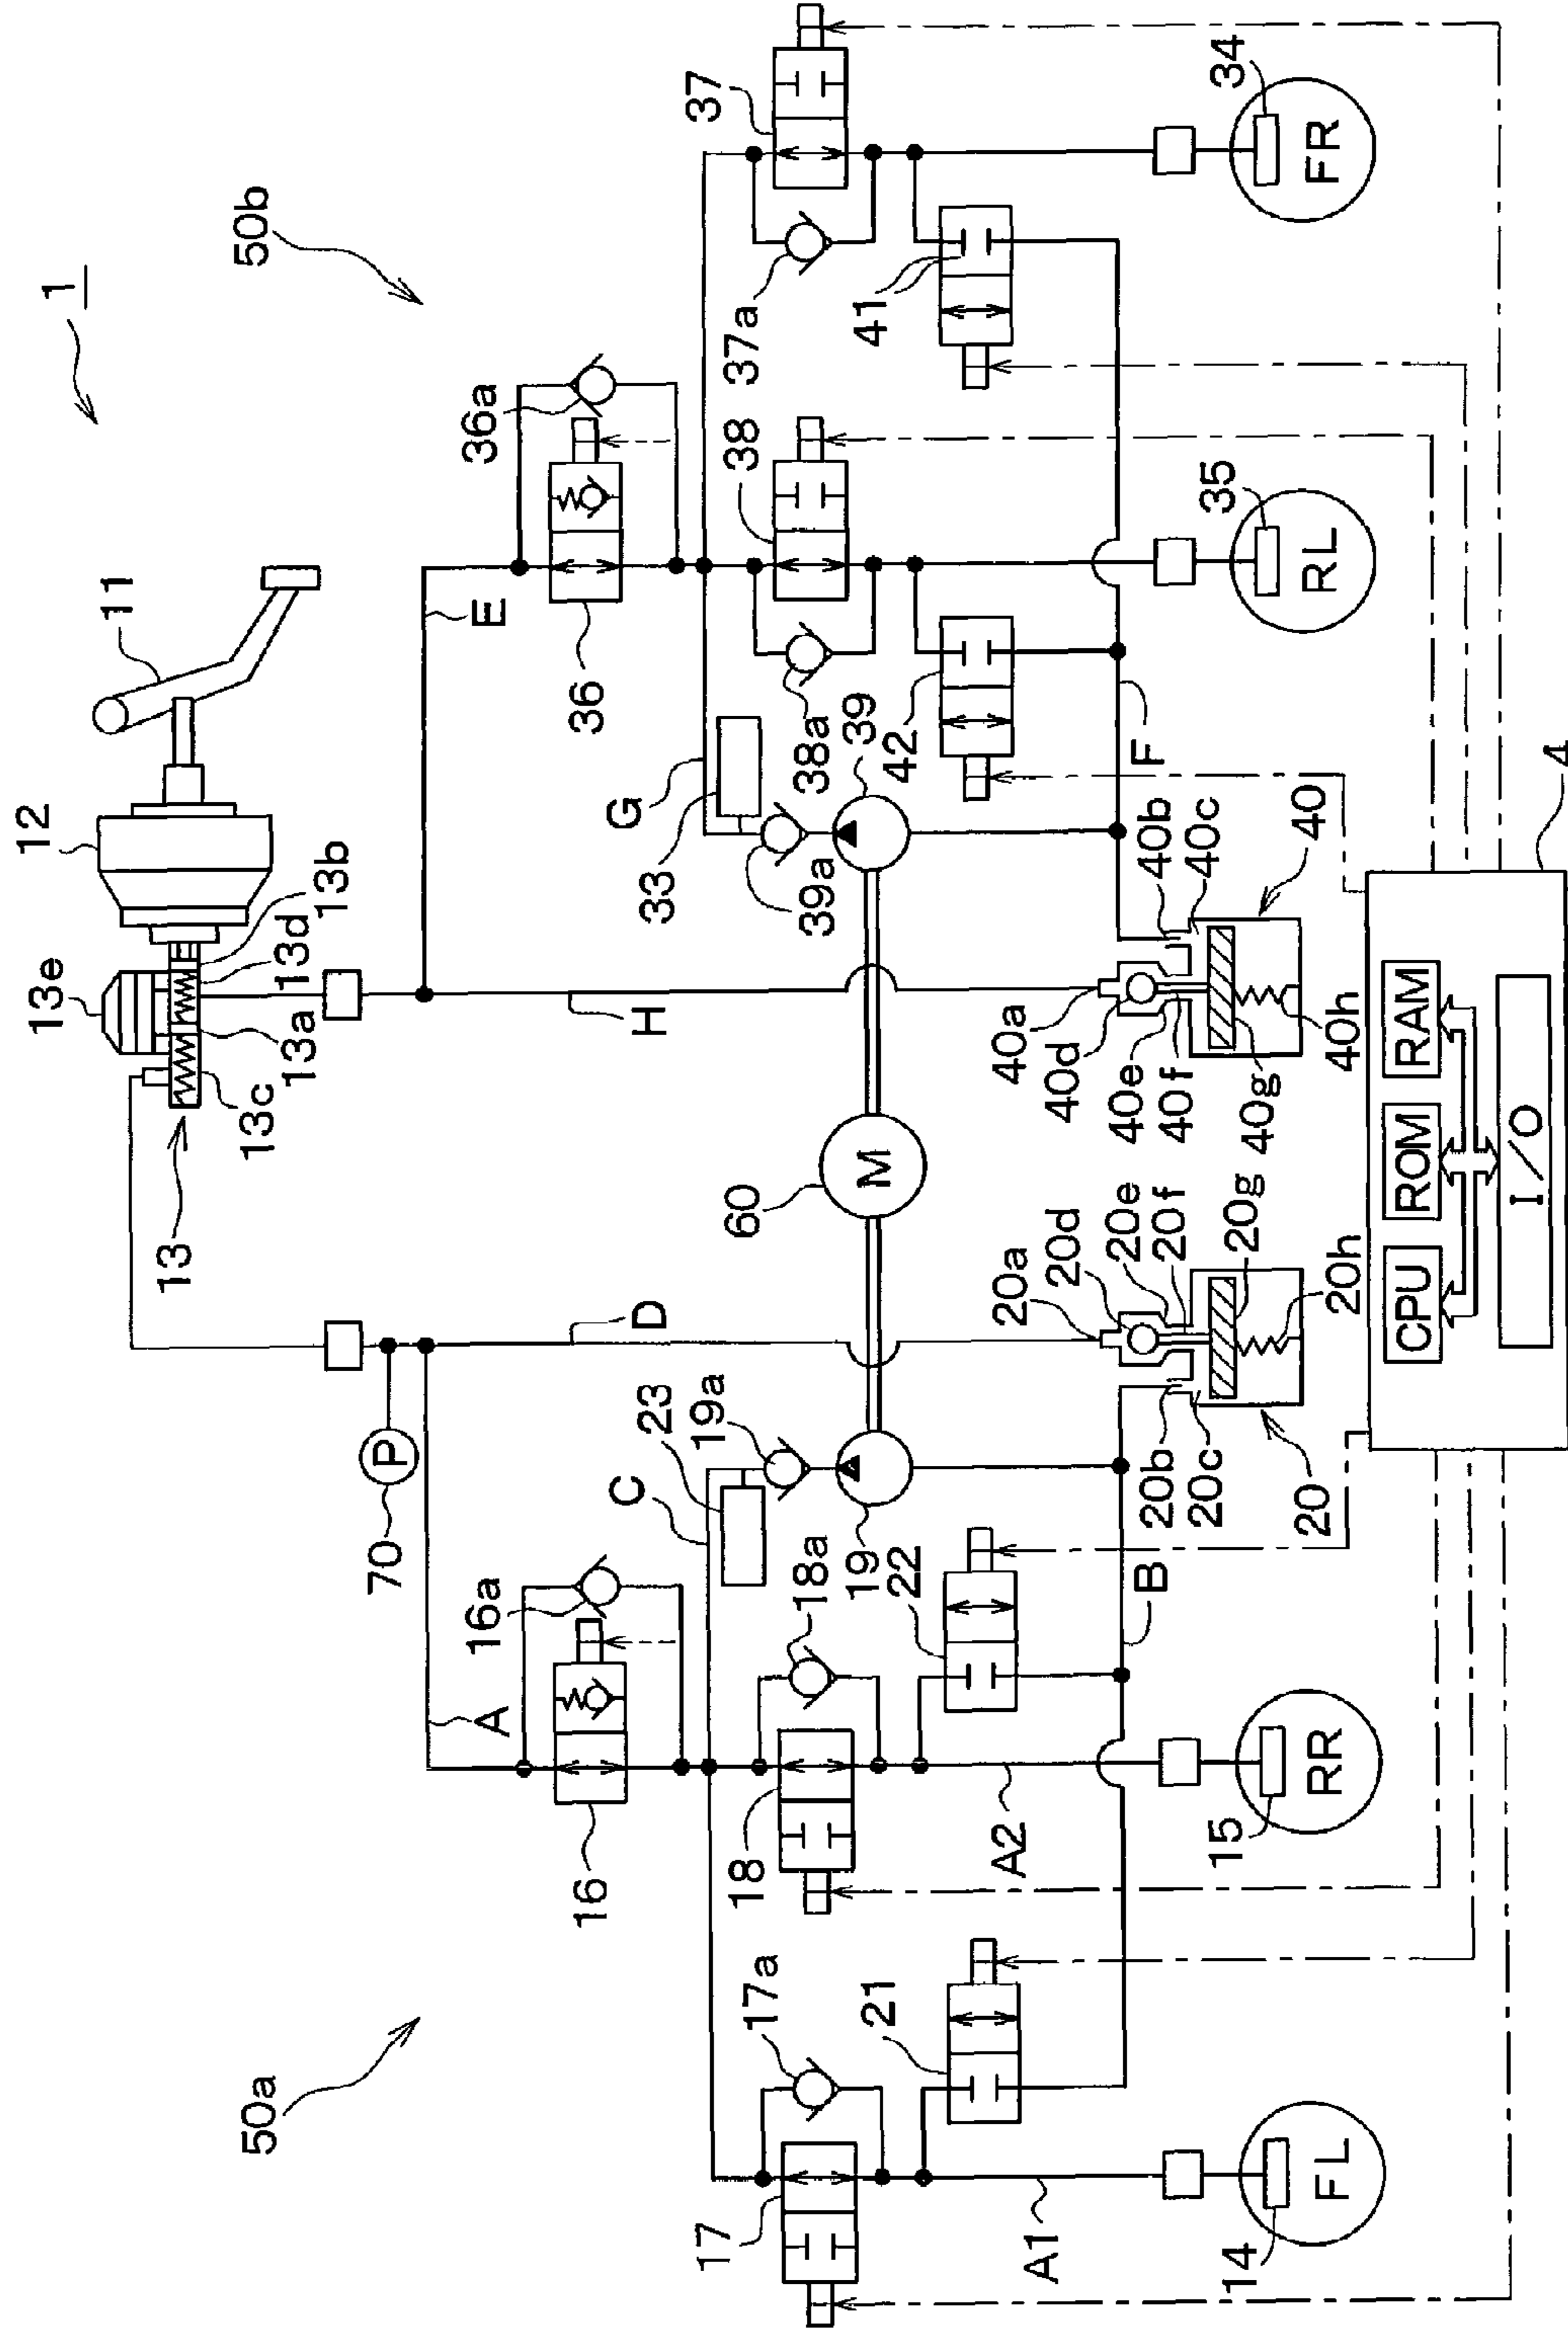 1
50a
50b
11
12
13e
13d
13b
13a
13c
13
E
H
D
P
70
A
36a
36
16a
16
C
23
19a
G
33
39a
38a
39
38
37
37a
60
M
17
17a
18
18a
19
22
21
41
42
F
B
A1
A2
20a
20d
20e
20f
20g
20h
20b
20c
20
40a
40d
40e
40f
40g
40h
40b
40c
40
14
FL
15
RR
35
RL
34
FR
4
CPU
ROM
RAM
I/O